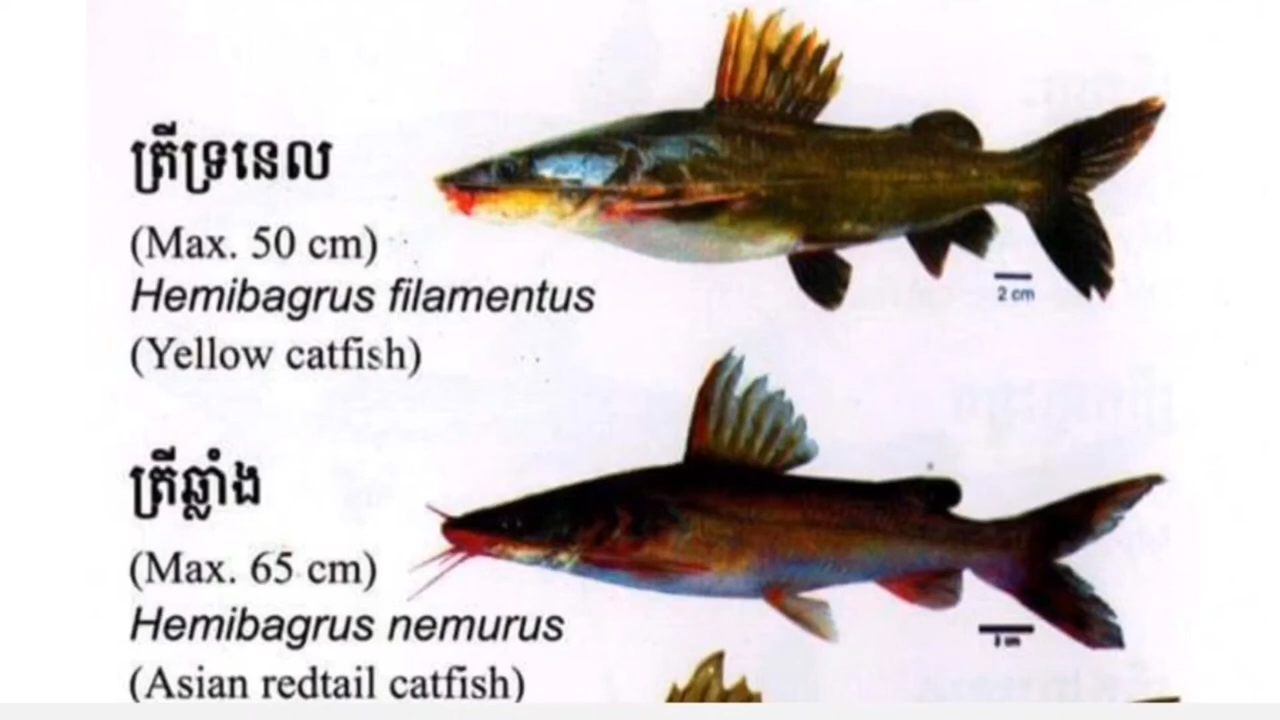 ត្រីទ្រនេល
(Max. 50 cm)
Hemibagrus filamentus
(Yellow catfish)
2 cm
ត្រីឆ្លាំង
(Max. 65 cm)
Hemibagrus nemurus
(Asian redtail catfish)